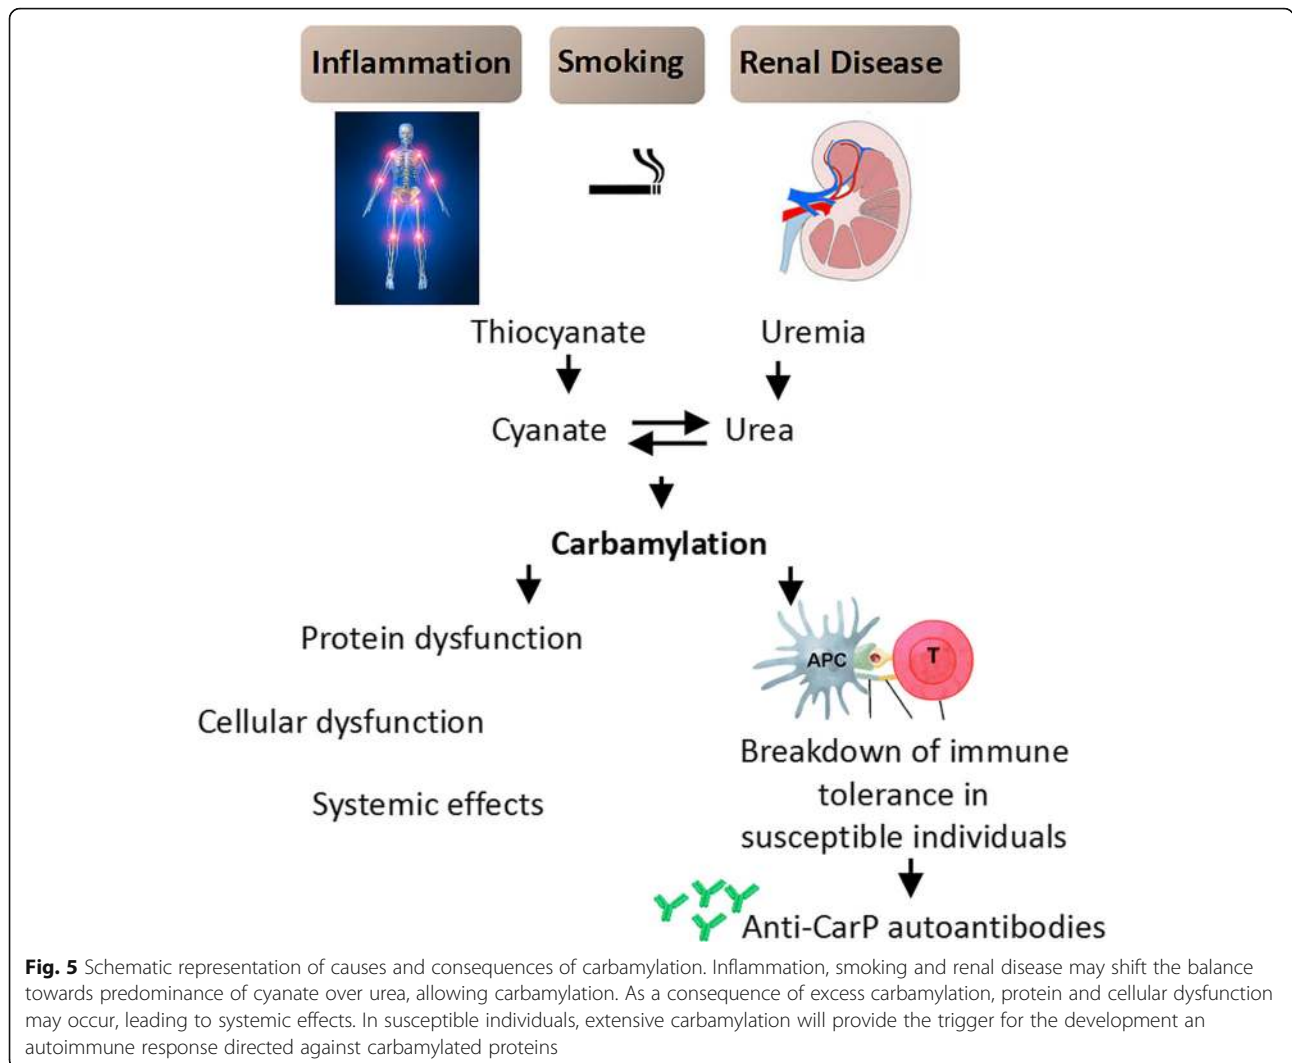 Inflammation
Smoking
Renal Disease
Thiocyanate
Uremia
Cyanate
Urea
Carbamylation
Protein dysfunction
Cellular dysfunction
Systemic effects
APC
T
Breakdown of immune
tolerance in
susceptible individuals
Anti-CarP autoantibodies
Fig. 5 Schematic representation of causes and consequences of carbamylation. Inflammation, smoking and renal disease may shift the balance
towards predominance of cyanate over urea, allowing carbamylation. As a consequence of excess carbamylation, protein and cellular dysfunction
may occur, leading to systemic effects. In susceptible individuals, extensive carbamylation will provide the trigger for the development an
autoimmune response directed against carbamylated proteins